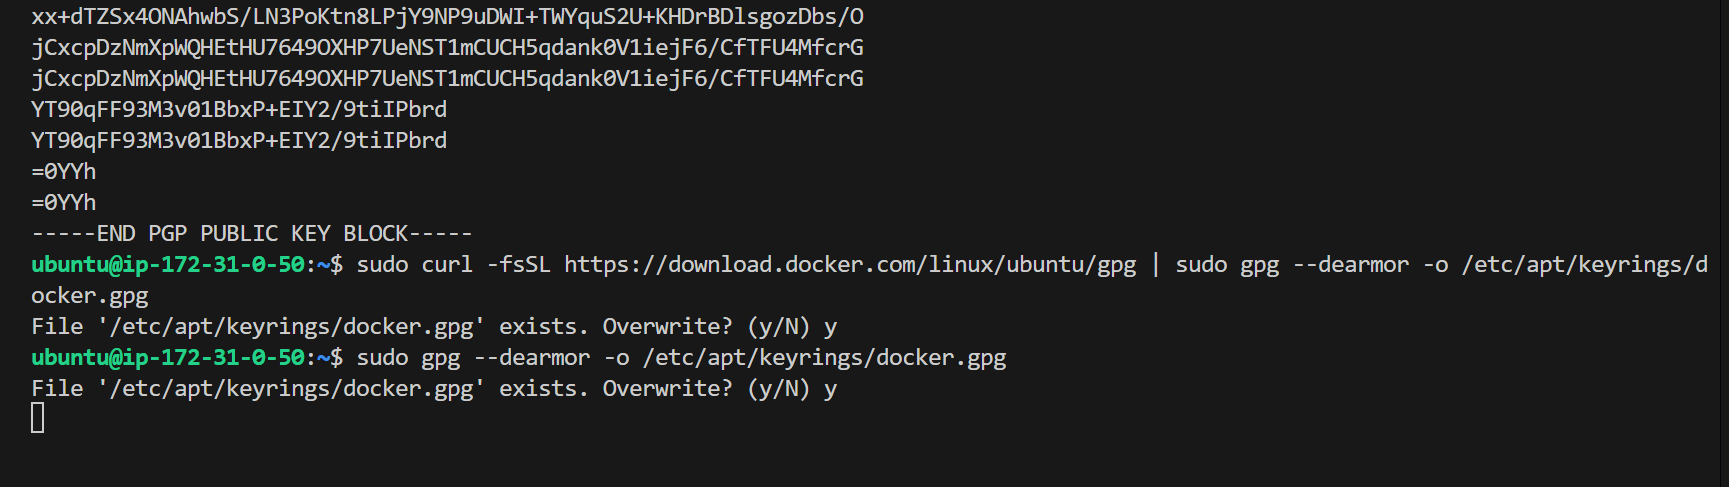 xx+dTZSx4ONAhwbS/LN3PoKtn8LPjY9NP9uDWI+TWYquS2U+KHDrBDlsgozDbs/O
jCxcpDzNmXpWQHEtHU7649OXHP7UeNST1mCUCH5qdank0V1iejF6/CfTFU4MfcrG
jCxcpDzNmXpWQHEtHU7649OXHP7UeNST1mCUCH5qdank0V1iejF6/CfTFU4MfcrG
YT90qFF93M3v01BbxP+EIY2/9tiIPbrd
YT90qFF93M3v01BbxP+EIY2/9tiIPbrd
=0YYh
=0YYh
-----END PGP PUBLIC KEY BLOCK-----
ubuntu@ip-172-31-0-50:~$ sudo curl -fsSL https://download.docker.com/linux/ubuntu/gpg | sudo gpg --dearmor -o /etc/apt/keyrings/d
ocker.gpg
File '/etc/apt/keyrings/docker.gpg' exists. Overwrite? (y/N) y
ubuntu@ip-172-31-0-50:~$ sudo gpg --dearmor -o /etc/apt/keyrings/docker.gpg
File '/etc/apt/keyrings/docker.gpg' exists. Overwrite? (y/N) y